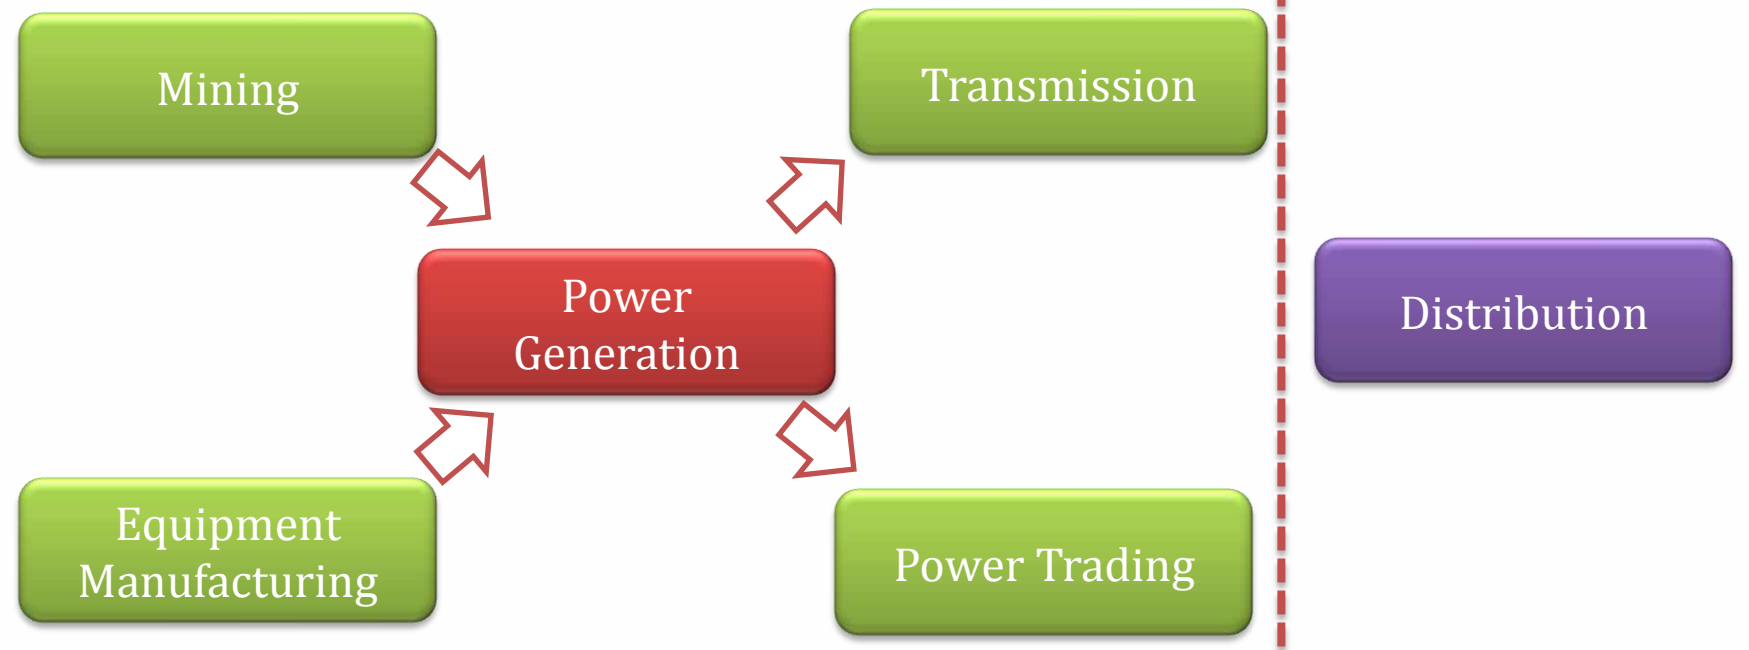 Mining
Transmission
Power
Generation
Distribution
Equipment
Manufacturing
Power Trading